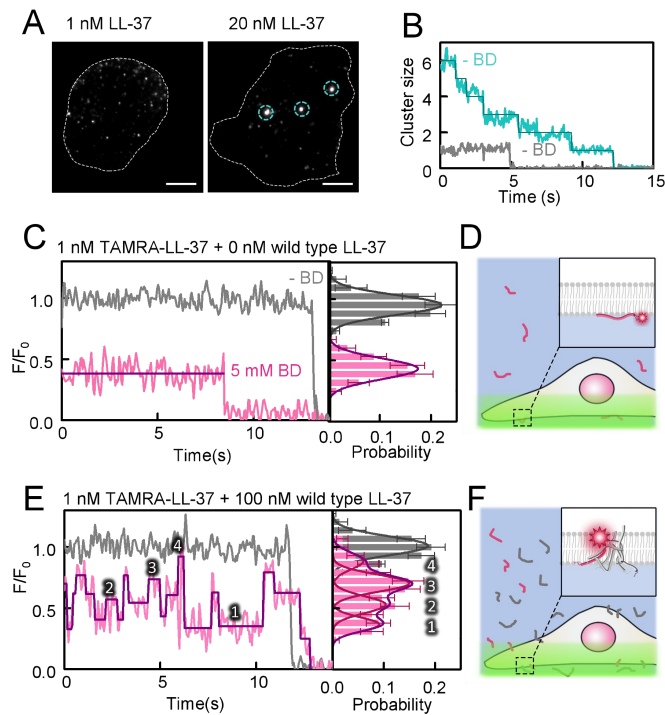 A
1 nM LL-37
20 nM LL-37
B
Cluster size
6
4
2
0
- BD
- BD
0
5
10
15
Time (s)
C
1 nM TAMRA-LL-37 + 0 nM wild type LL-37
F/F0
1.0
0.5
0.0
- BD
5 mM BD
0
5
10
Time(s)
0.0
0.1
0.2
Probability
D
E
1 nM TAMRA-LL-37 + 100 nM wild type LL-37
F/F0
1.0
0.5
0.0
2
3
4
1
0
5
10
Time(s)
4
3
2
1
0.0
0.1
0.2
Probability
F